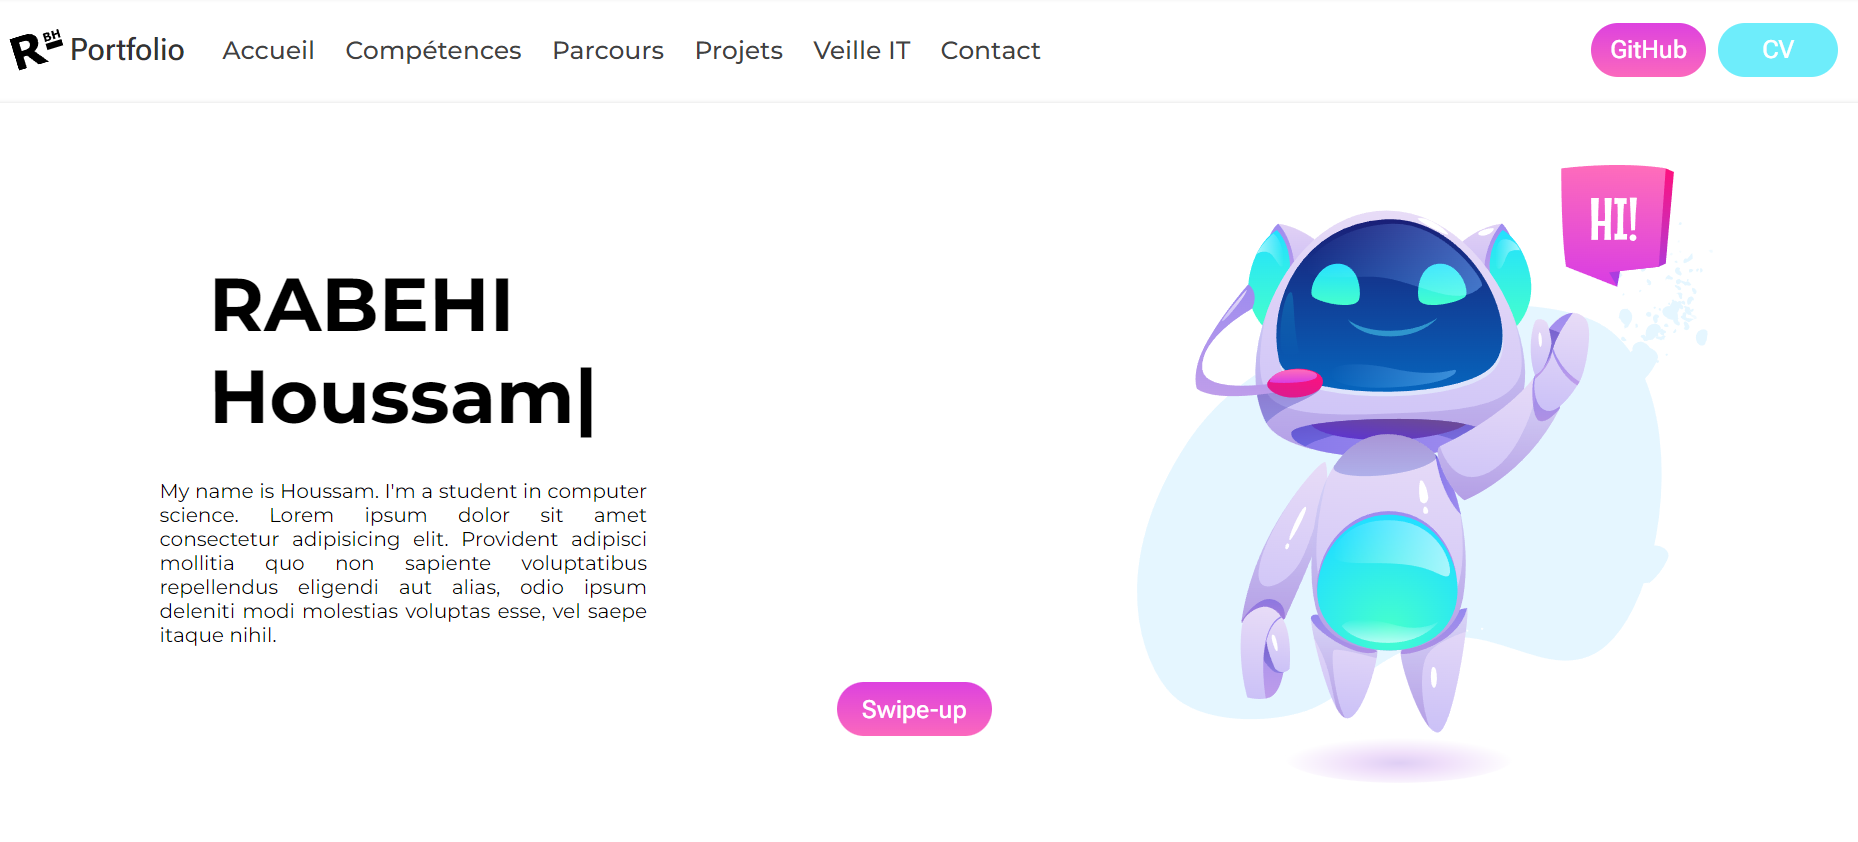 R BH Portfolio Accueil Compétences Parcours Projets Veille IT Contact GitHub CV
HI!
RABEHI
Houssam|
My name is Houssam. I'm a student in computer
science. Lorem ipsum dolor sit amet
consectetur adipisicing elit. Provident adipisci
mollitia quo non sapiente voluptatibus
repellendus eligendi aut alias, odio ipsum
deleniti modi molestias voluptas esse, vel saepe
itaque nihil.
Swipe-up